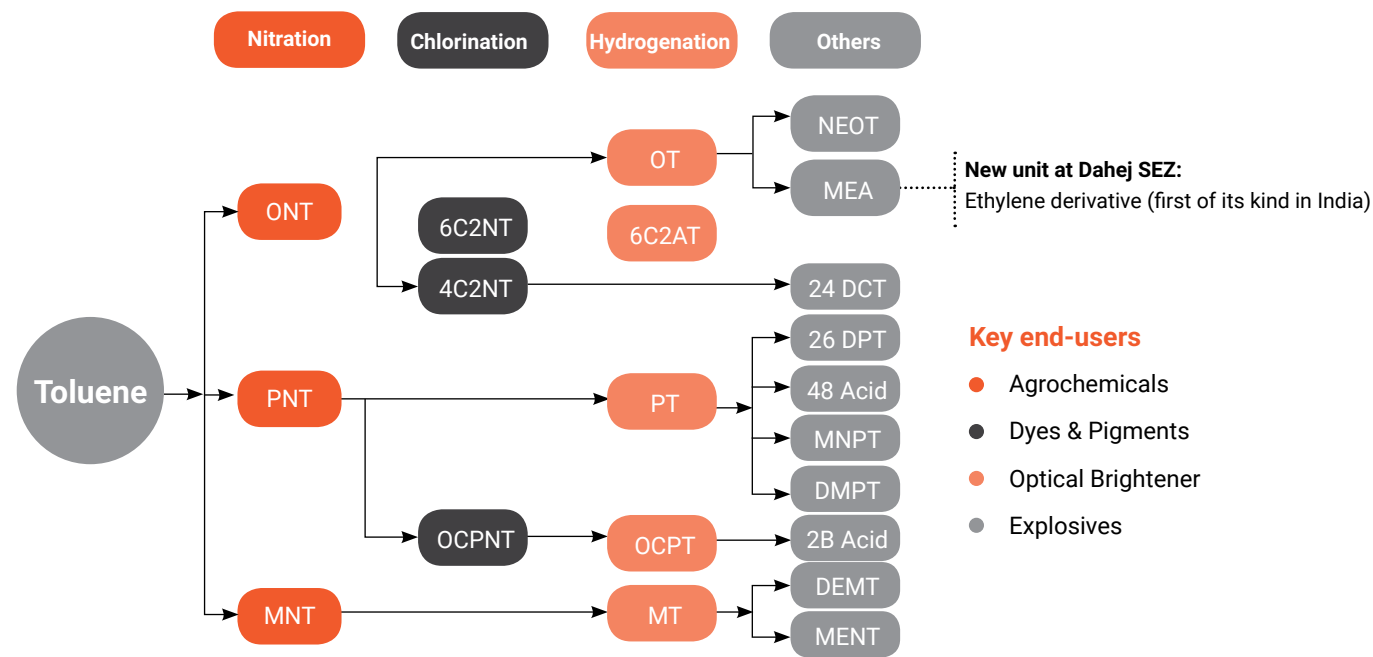 Nitration
Chlorination
Hydrogenation
Others
NEOT
OT
New unit at Dahej SEZ:
MEA
Ethylene derivative (first of its kind in India)
ONT
6C2NT
6C2AT
4C2NT
24 DCT
26 DPT
Key end-users
Toluene
PNT
PT
48 Acid
Agrochemicals
MNPT
Dyes & Pigments
DMPT
Optical Brightener
OCPNT
OCPT
2B Acid
Explosives
DEMT
MNT
MT
MENT